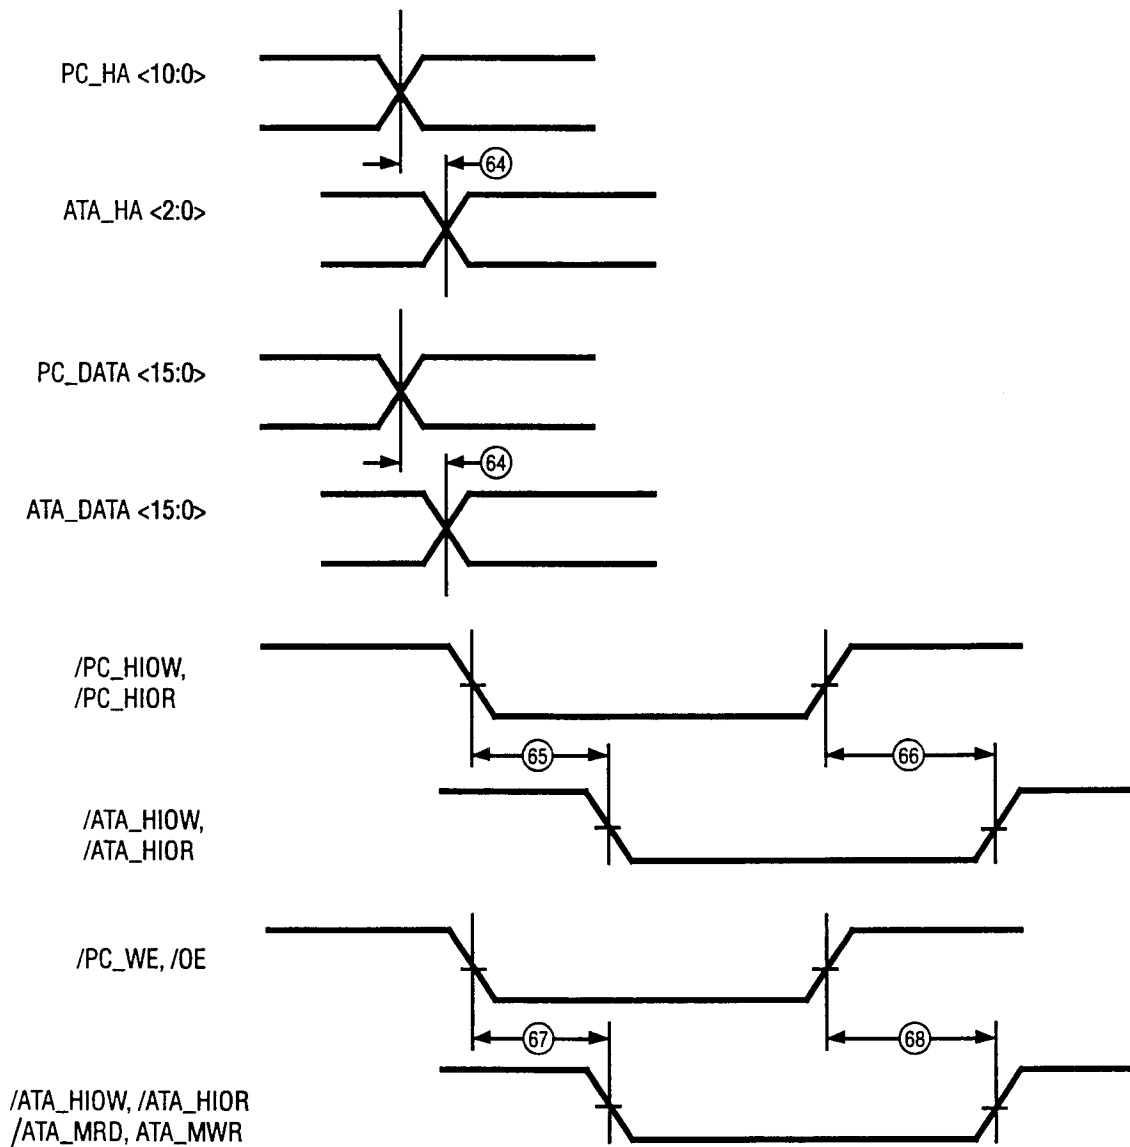 PC_HA <10:0>
64
ATA_HA <2:0>
PC_DATA <15:0>
64
ATA_DATA <15:0>
/PC_HIOW,
/PC_HIOR
65
66
/ATA_HIOW,
/ATA_HIOR
/PC_WE, /OE
67
68
/ATA_HIOW, /ATA_HIOR
/ATA_MRD, ATA_MWR